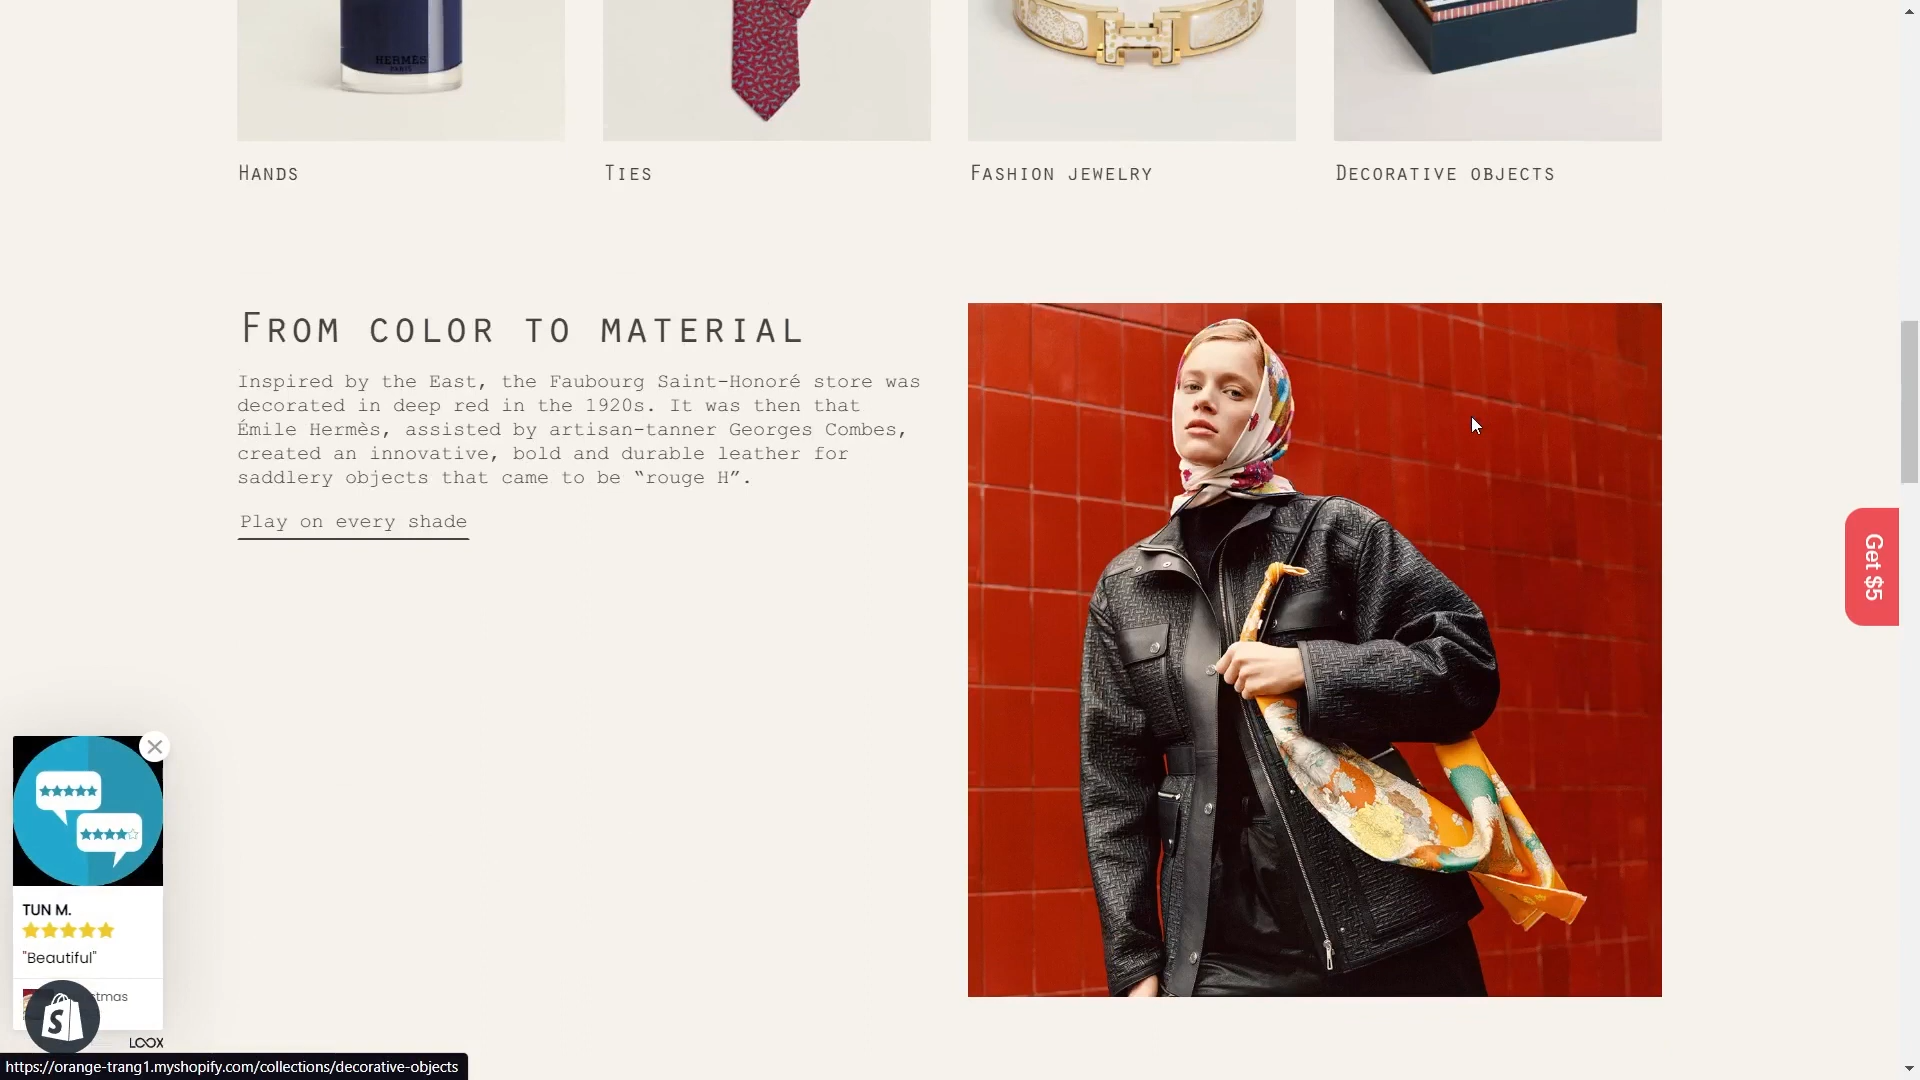 HERMÈS
PARIS
Hands
Ties
Fashion jewelry
Decorative objects
From color to material
Inspired by the East, the Faubourg Saint-Honoré store was
decorated in deep red in the 1920s. It was then that
Émile Hermès, assisted by artisan-tanner Georges Combes,
created an innovative, bold and durable leather for
saddlery objects that came to be “rouge H”.
Play on every shade
Get $5
TUN M.
"Beautiful"
LOOX
https://orange-trang1.myshopify.com/collections/decorative-objects